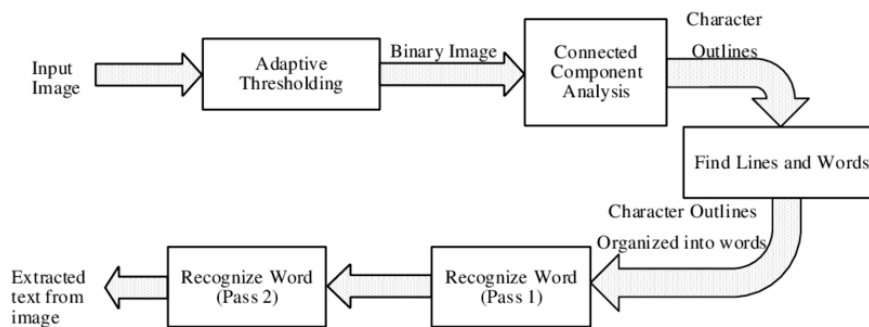 Input
Image
Adaptive
Thresholding
Binary Image
Connected
Component
Analysis
Character
Outlines
Find Lines and Words
Character Outlines
Organized into words
Recognize Word
(Pass 1)
Recognize Word
(Pass 2)
Extracted
text from
image